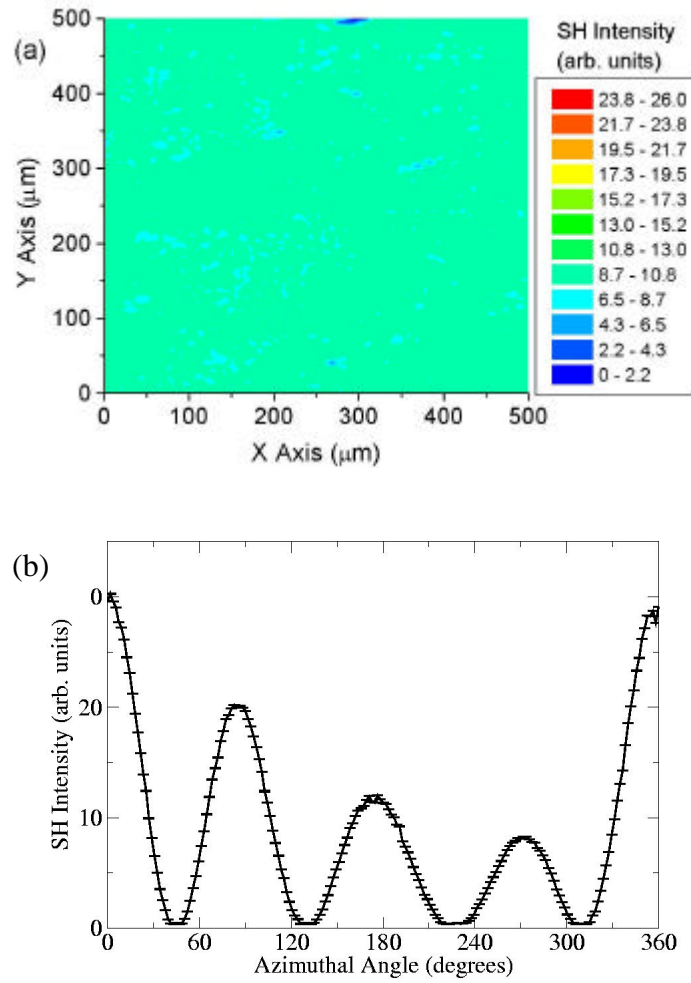 (a)
500
400
300
200
100
0
Y Axis (μm)
0 100 200 300 400 500
X Axis (μm)
SH Intensity
(arb. units)
23.8 - 26.0
21.7 - 23.8
19.5 - 21.7
17.3 - 19.5
15.2 - 17.3
13.0 - 15.2
10.8 - 13.0
8.7 - 10.8
6.5 - 8.7
4.3 - 6.5
2.2 - 4.3
0 - 2.2
(b)
0
20
10
0
SH Intensity (arb. units)
0 60 120 180 240 300 360
Azimuthal Angle (degrees)